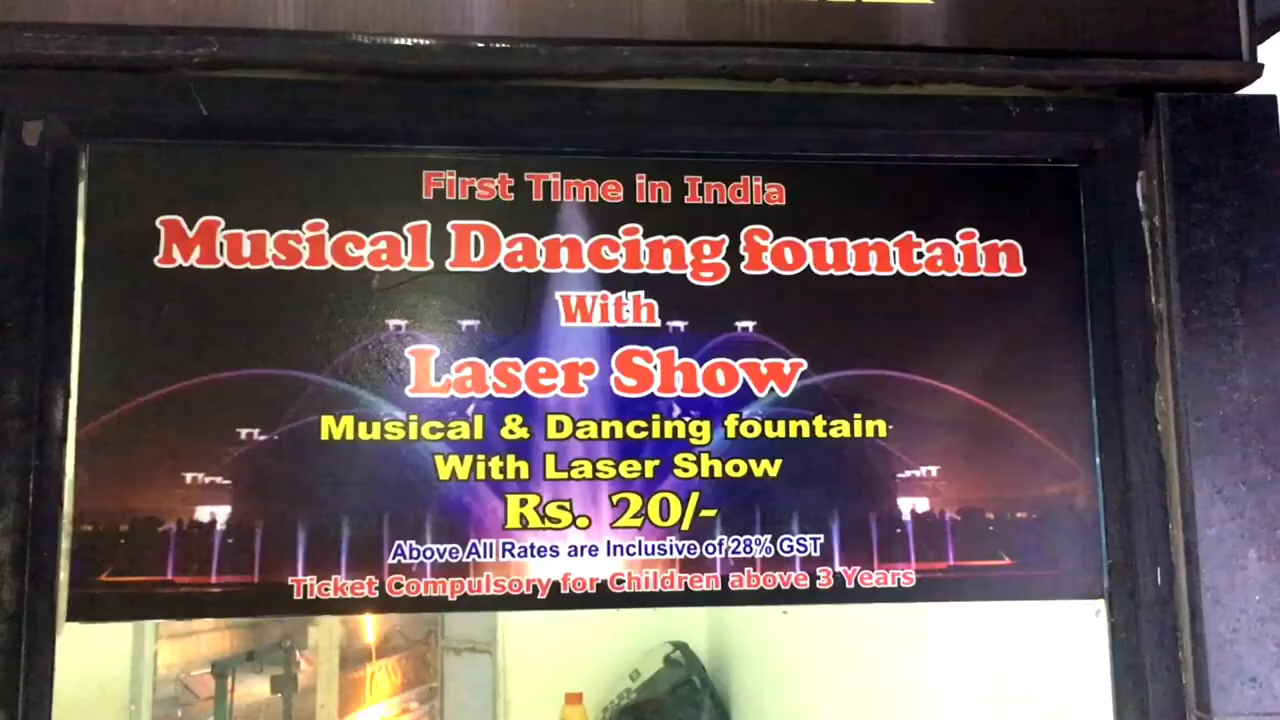 First Time in India
Musical Dancing fountain
With
Laser Show
Musical & Dancing fountain
With Laser Show
Rs. 20/-
Above All Rates are Inclusive of 28% GST
Ticket Compulsory for Children above 3 Years